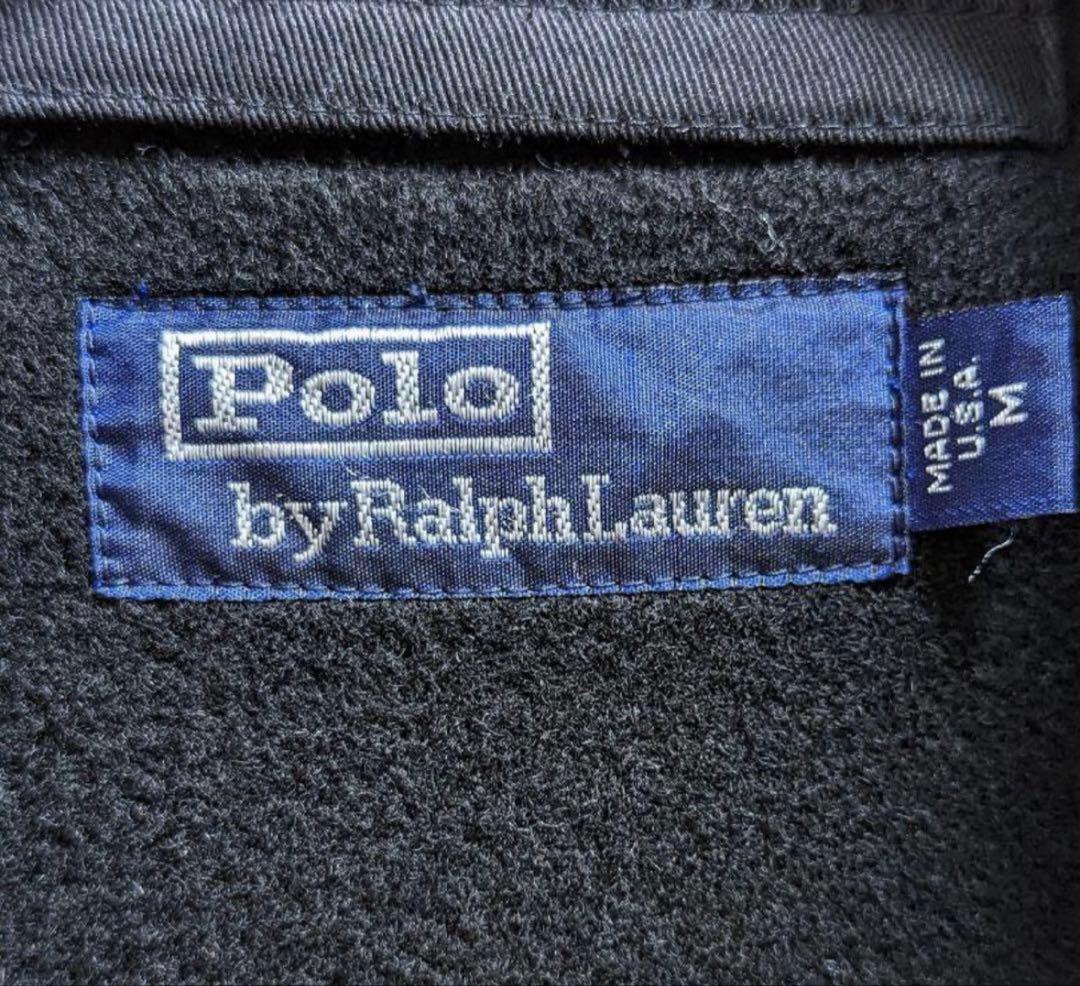 Polo
by Ralph Lauren
MADE IN
U.S.A.
M